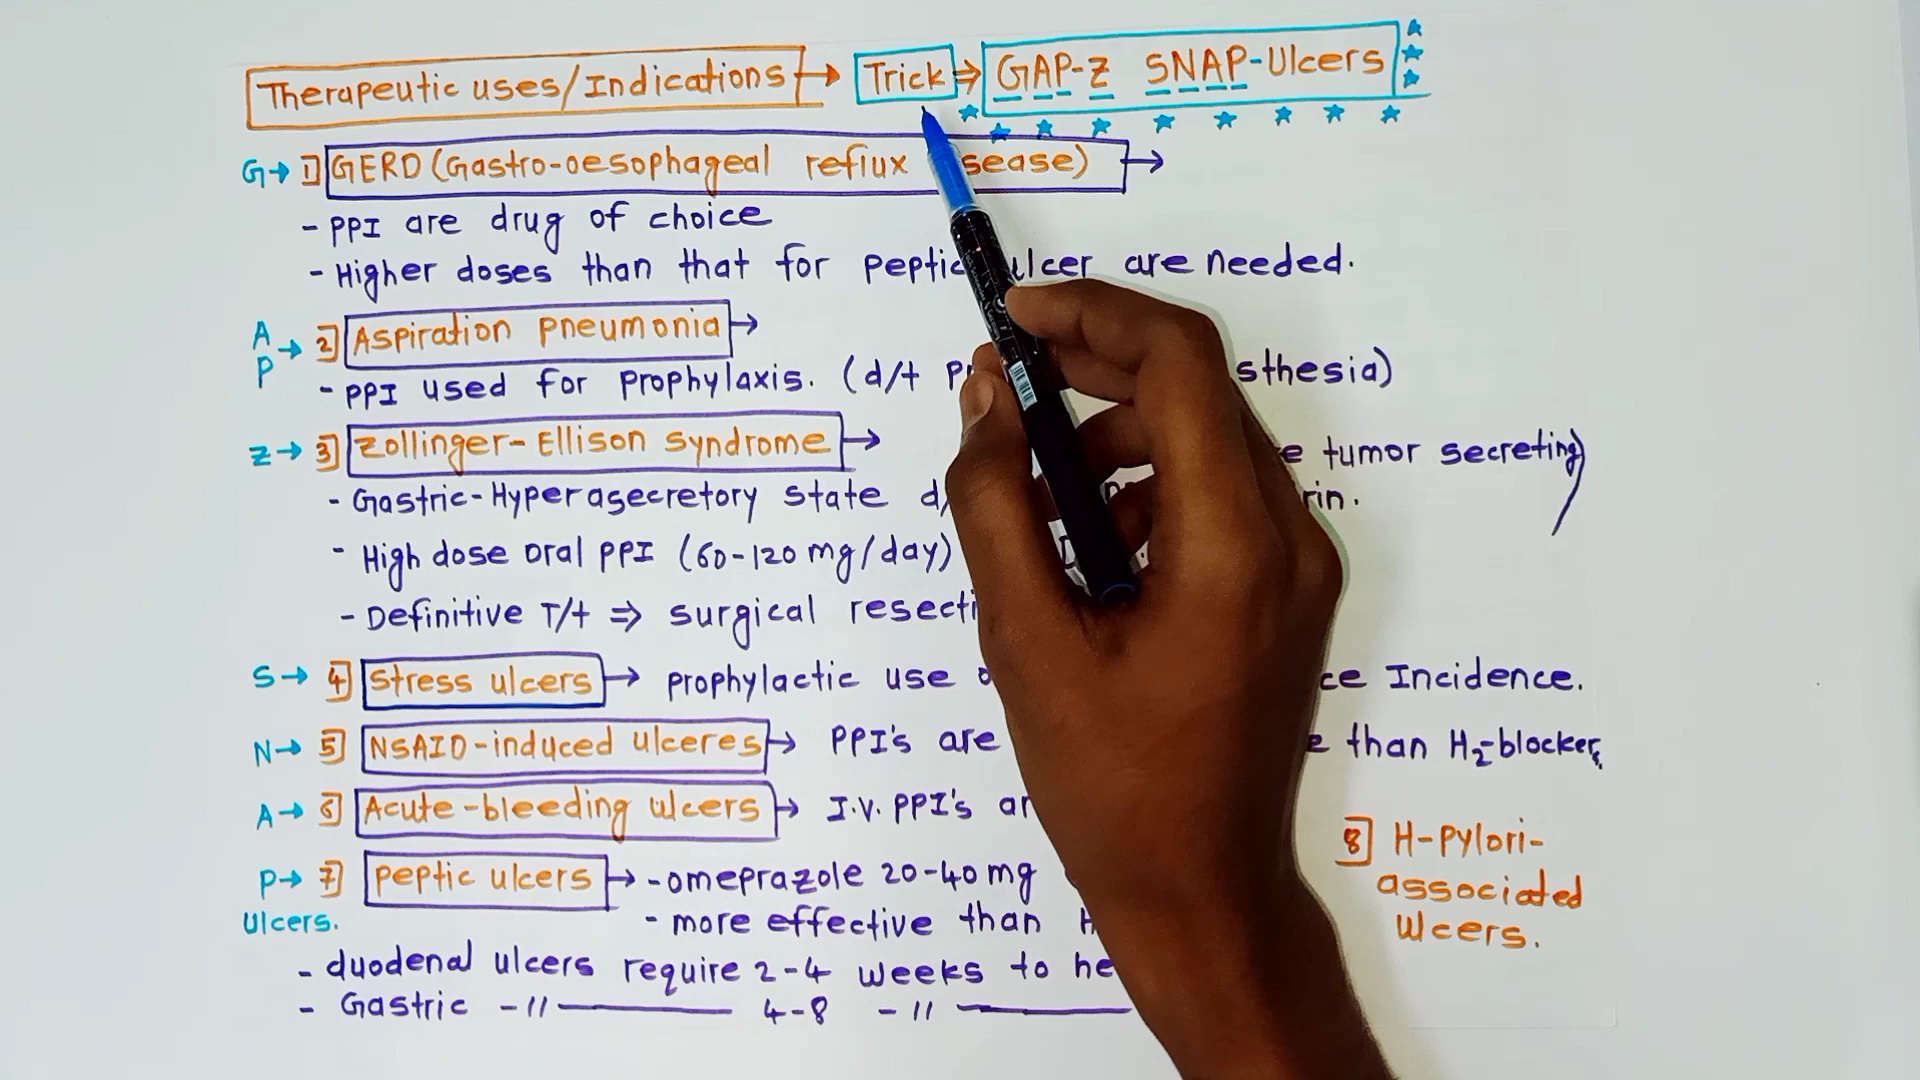 Therapeutic uses/Indications → Trick ⇒ GAP-Z SNAP-Ulcers
G→ 1] GERD (Gastro-oesophageal reflux sease) →
- PPI are drug of choice
- Higher doses than that for peptic ulcer are needed.
A P → 2] Aspiration pneumonia →
- PPI used for prophylaxis. (d/t sthesia)
Z→ 3] Zollinger-Ellison syndrome → tumor secreting
- Gastric-Hyperasecretory state rin.
- High dose oral PPI (60-120 mg/day)
- Definitive T/t ⇒ surgical
S→ 4] Stress ulcers → prophylactic use Incidence.
N→ 5] NSAID-induced ulceres → PPI's are than H2-blockers.
A→ 6] Acute-bleeding ulcers → I.V. PPI's
P→ 7] peptic ulcers → -omeprazole 20-40 mg
Ulcers. - more effective than
- duodenal ulcers require 2-4 weeks to
- Gastric -〃 4-8 -〃
8] H-Pylori-
associated
ulcers.